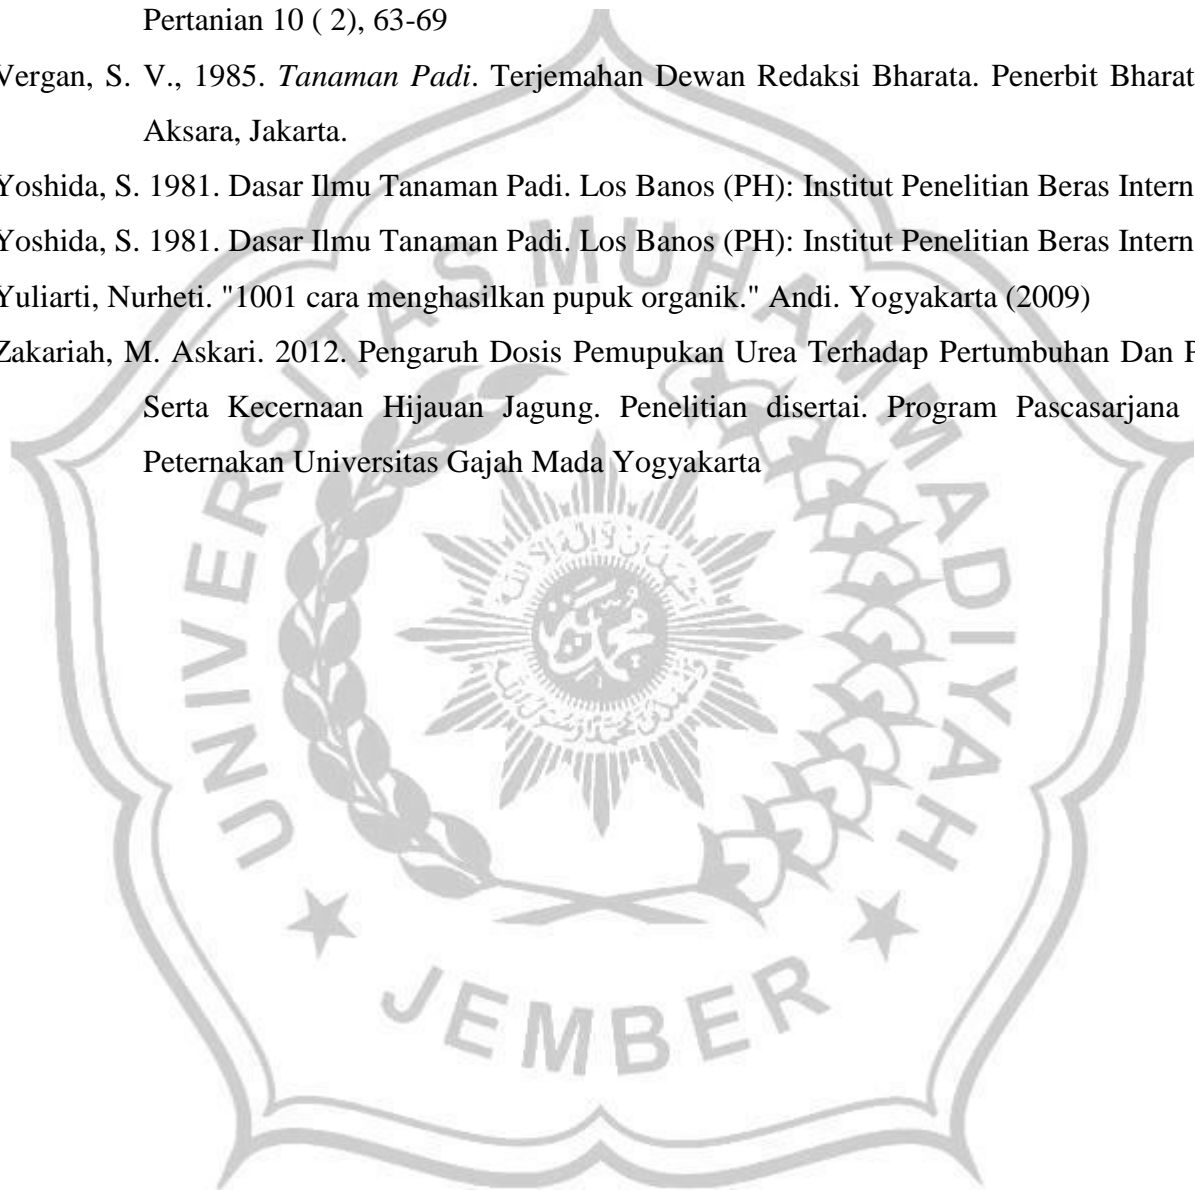 Pertanian 10 ( 2), 63-69
Vergan, S. V., 1985. Tanaman Padi. Terjemahan Dewan Redaksi Bharata. Penerbit Bharat
Aksara, Jakarta.
Yoshida, S. 1981. Dasar Ilmu Tanaman Padi. Los Banos (PH): Institut Penelitian Beras Intern
Yoshida, S. 1981. Dasar Ilmu Tanaman Padi. Los Banos (PH): Institut Penelitian Beras Intern
Yuliarti, Nurheti. "1001 cara menghasilkan pupuk organik." Andi. Yogyakarta (2009)
Zakariah, M. Askari. 2012. Pengaruh Dosis Pemupukan Urea Terhadap Pertumbuhan Dan P
Serta Kecernaan Hijauan Jagung. Penelitian disertai. Program Pascasarjana
Peternakan Universitas Gajah Mada Yogyakarta
UNIVERSITAS MUHAMMADIYAH
JEMBER